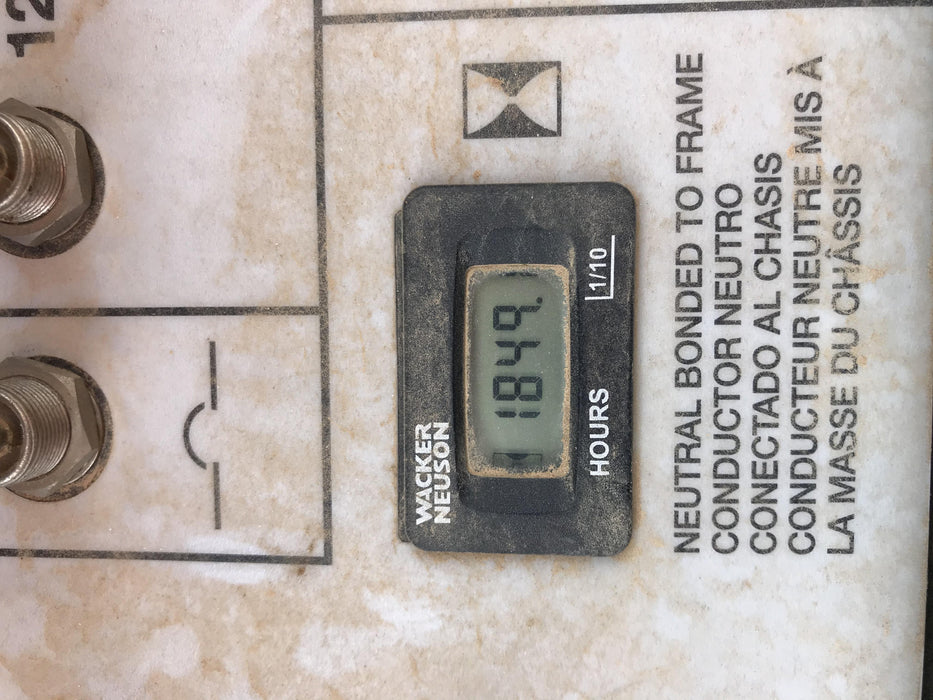 12
WACKER
NEUSON
1849.
HOURS 1/10
NEUTRAL BONDED TO FRAME
CONDUCTOR NEUTRO
CONECTADO AL CHASIS
CONDUCTEUR NEUTRE MIS À
LA MASSE DU CHÂSSIS